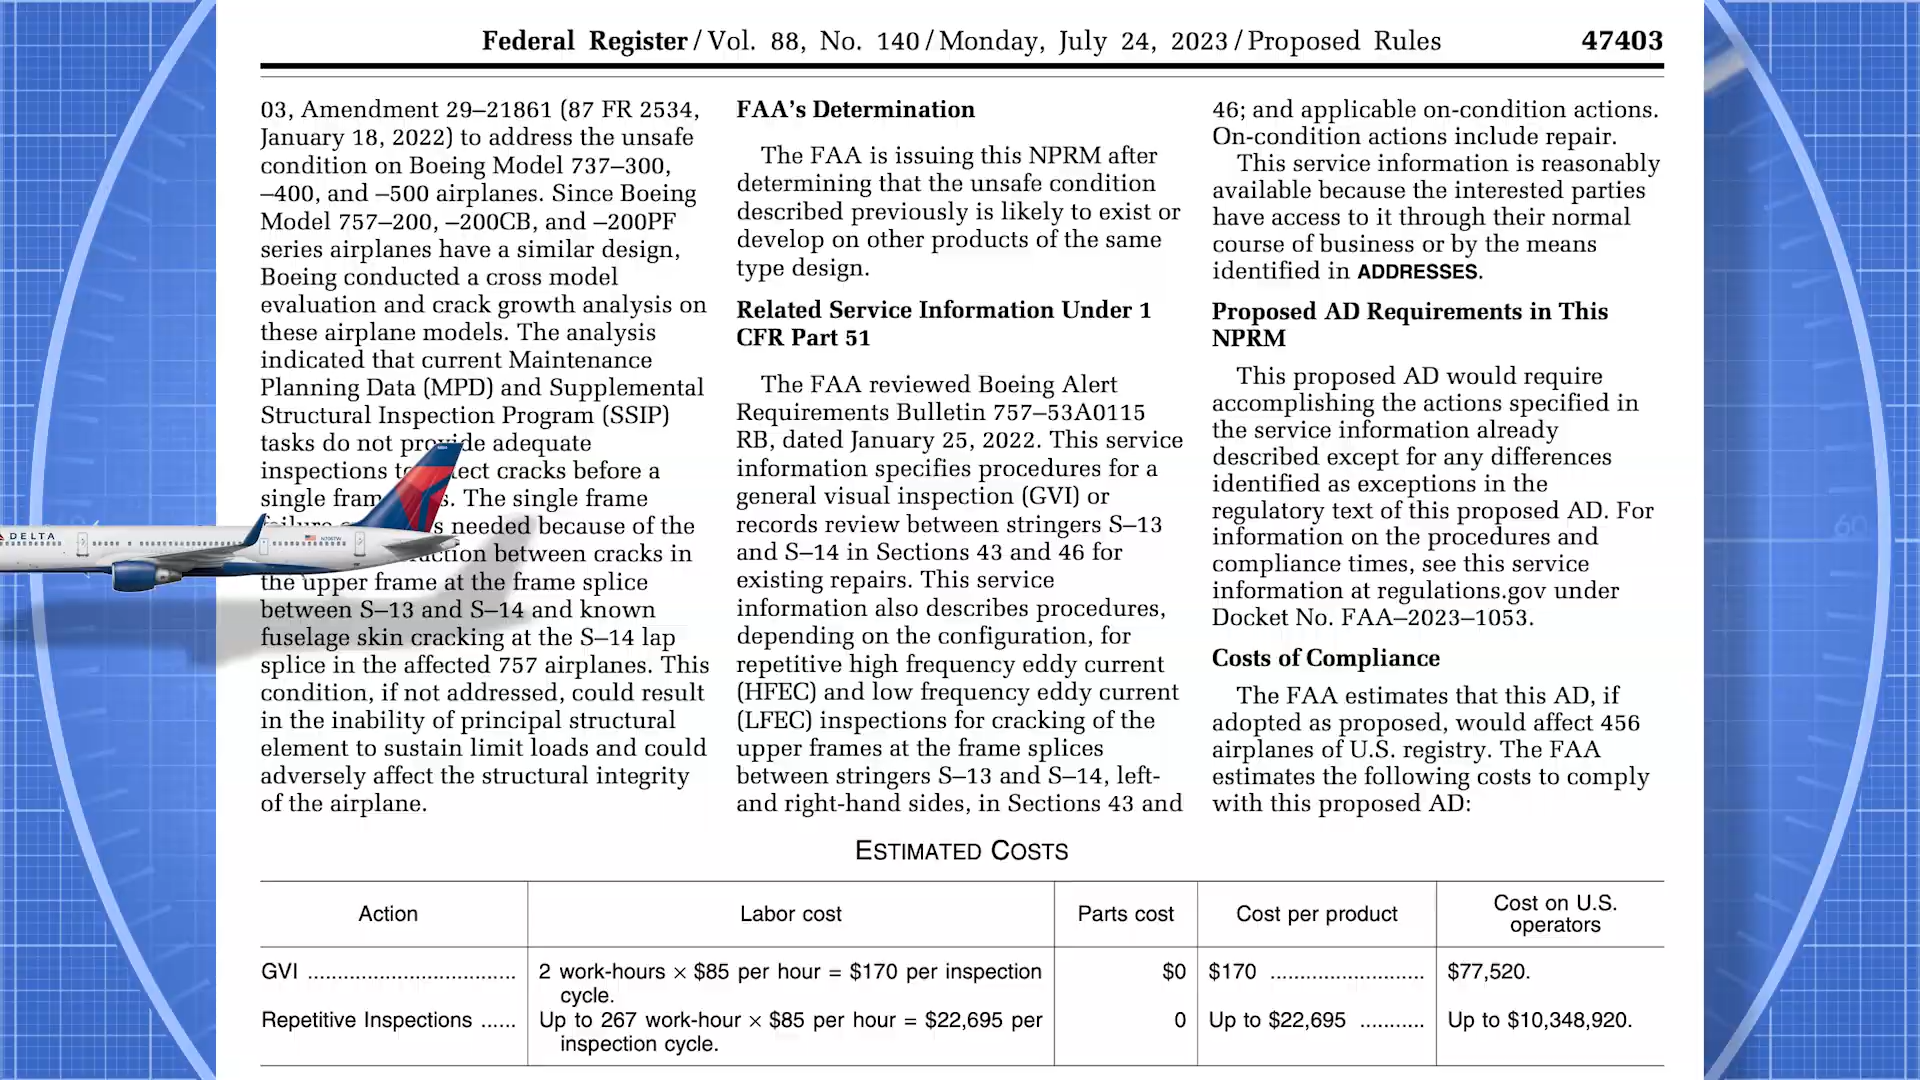 Federal Register / Vol. 88, No. 140 / Monday, July 24, 2023 / Proposed Rules 47403
03, Amendment 29–21861 (87 FR 2534,
January 18, 2022) to address the unsafe
condition on Boeing Model 737–300,
–400, and –500 airplanes. Since Boeing
Model 757–200, –200CB, and –200PF
series airplanes have a similar design,
Boeing conducted a cross model
evaluation and crack growth analysis on
these airplane models. The analysis
indicated that current Maintenance
Planning Data (MPD) and Supplemental
Structural Inspection Program (SSIP)
tasks do not provide adequate
inspections ect cracks before a
single The single frame
needed because of the
between cracks in
the upper frame at the frame splice
between S–13 and S–14 and known
fuselage skin cracking at the S–14 lap
splice in the affected 757 airplanes. This
condition, if not addressed, could result
in the inability of principal structural
element to sustain limit loads and could
adversely affect the structural integrity
of the airplane.
DELTA
FAA's Determination
The FAA is issuing this NPRM after
determining that the unsafe condition
described previously is likely to exist or
develop on other products of the same
type design.
Related Service Information Under 1
CFR Part 51
The FAA reviewed Boeing Alert
Requirements Bulletin 757–53A0115
RB, dated January 25, 2022. This service
information specifies procedures for a
general visual inspection (GVI) or
records review between stringers S–13
and S–14 in Sections 43 and 46 for
existing repairs. This service
information also describes procedures,
depending on the configuration, for
repetitive high frequency eddy current
(HFEC) and low frequency eddy current
(LFEC) inspections for cracking of the
upper frames at the frame splices
between stringers S–13 and S–14, left-
and right-hand sides, in Sections 43 and
46; and applicable on-condition actions.
On-condition actions include repair.
This service information is reasonably
available because the interested parties
have access to it through their normal
course of business or by the means
identified in ADDRESSES.
Proposed AD Requirements in This
NPRM
This proposed AD would require
accomplishing the actions specified in
the service information already
described except for any differences
identified as exceptions in the
regulatory text of this proposed AD. For
information on the procedures and
compliance times, see this service
information at regulations.gov under
Docket No. FAA–2023–1053.
Costs of Compliance
The FAA estimates that this AD, if
adopted as proposed, would affect 456
airplanes of U.S. registry. The FAA
estimates the following costs to comply
with this proposed AD:
60
ESTIMATED COSTS
Action Labor cost Parts cost Cost per product Cost on U.S.
operators
GVI ................................... 2 work-hours × $85 per hour = $170 per inspection $0 $170 .......................... $77,520.
cycle.
Repetitive Inspections ...... Up to 267 work-hour × $85 per hour = $22,695 per 0 Up to $22,695 ........... Up to $10,348,920.
inspection cycle.